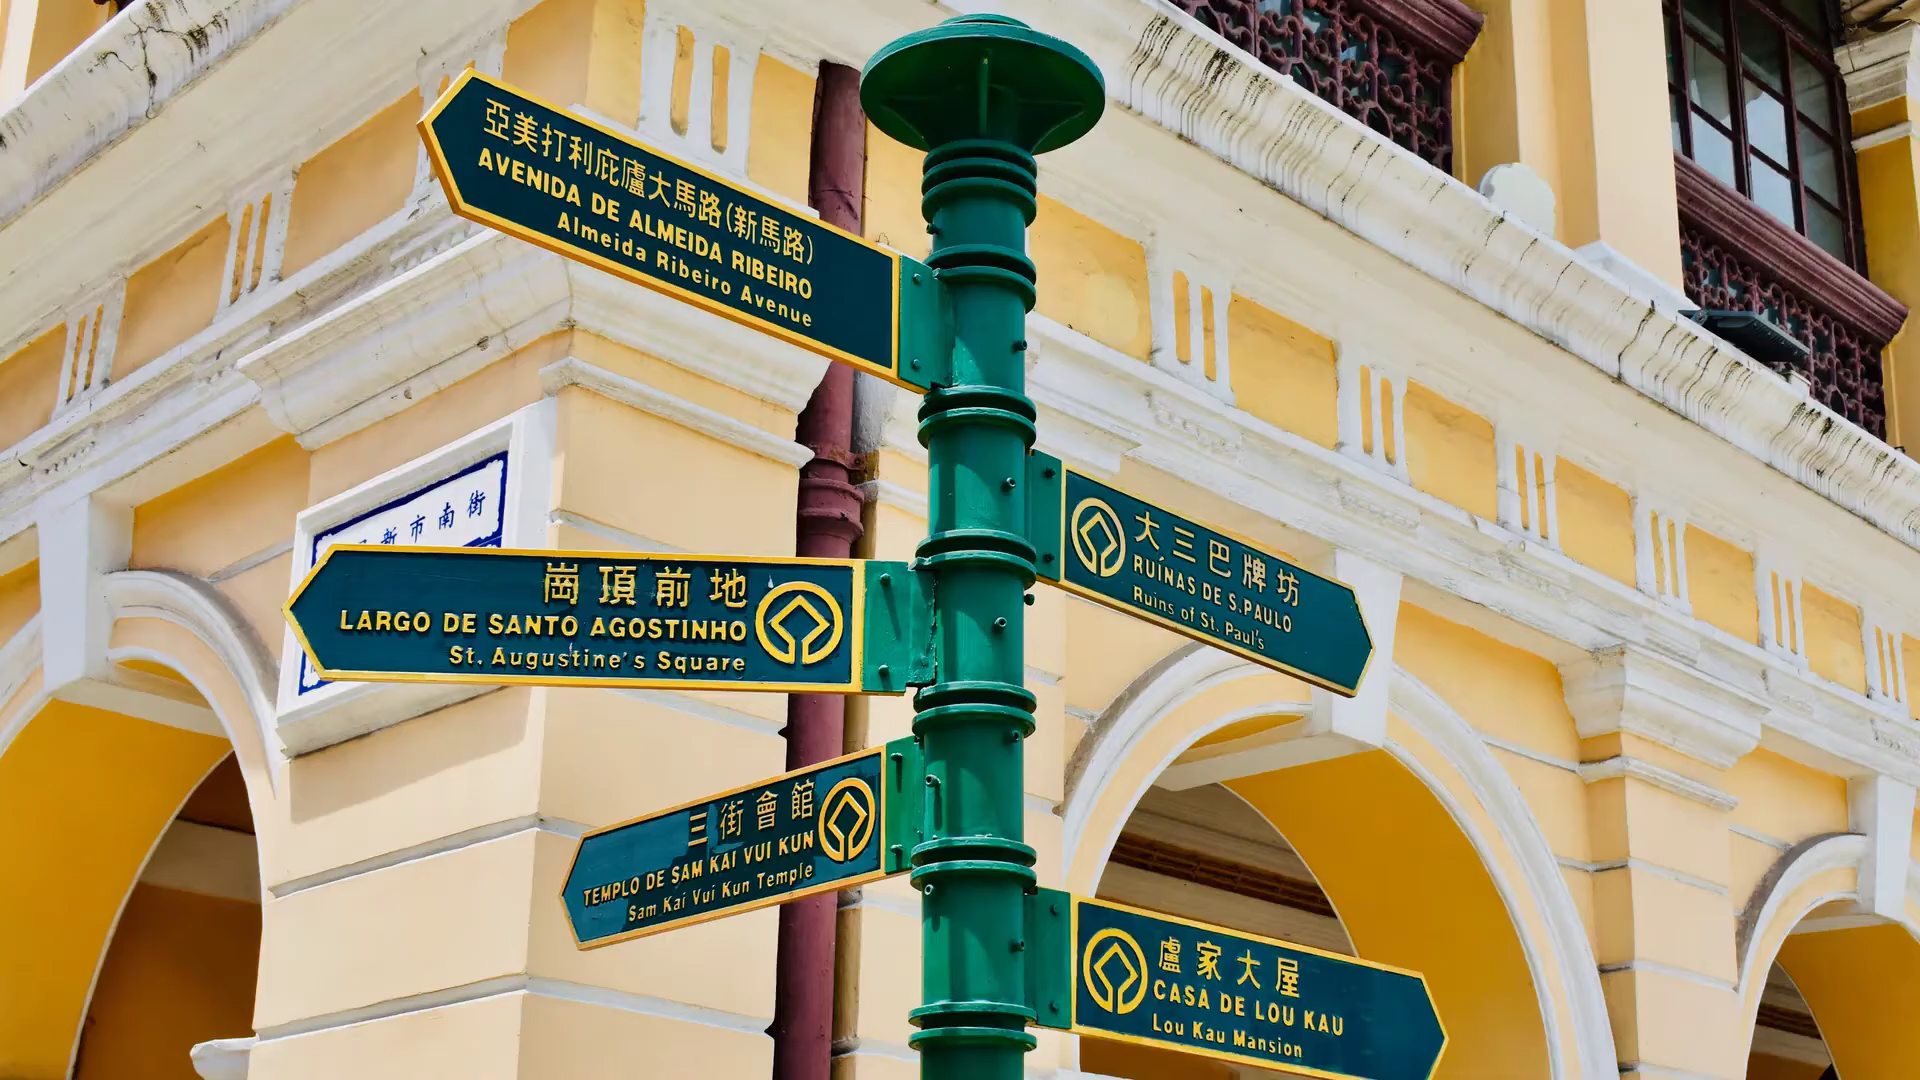 亞美打利庇盧大馬路(新馬路)
AVENIDA DE ALMEIDA RIBEIRO
Almeida Ribeiro Avenue
新市南街
崗頂前地
LARGO DE SANTO AGOSTINHO
St. Augustine's Square
大三巴牌坊
RUÍNAS DE S.PAULO
Ruins of St. Paul's
三街會館
TEMPLO DE SAM KAI VUI KUN
Sam Kai Vui Kun Temple
盧家大屋
CASA DE LOU KAU
Lou Kau Mansion